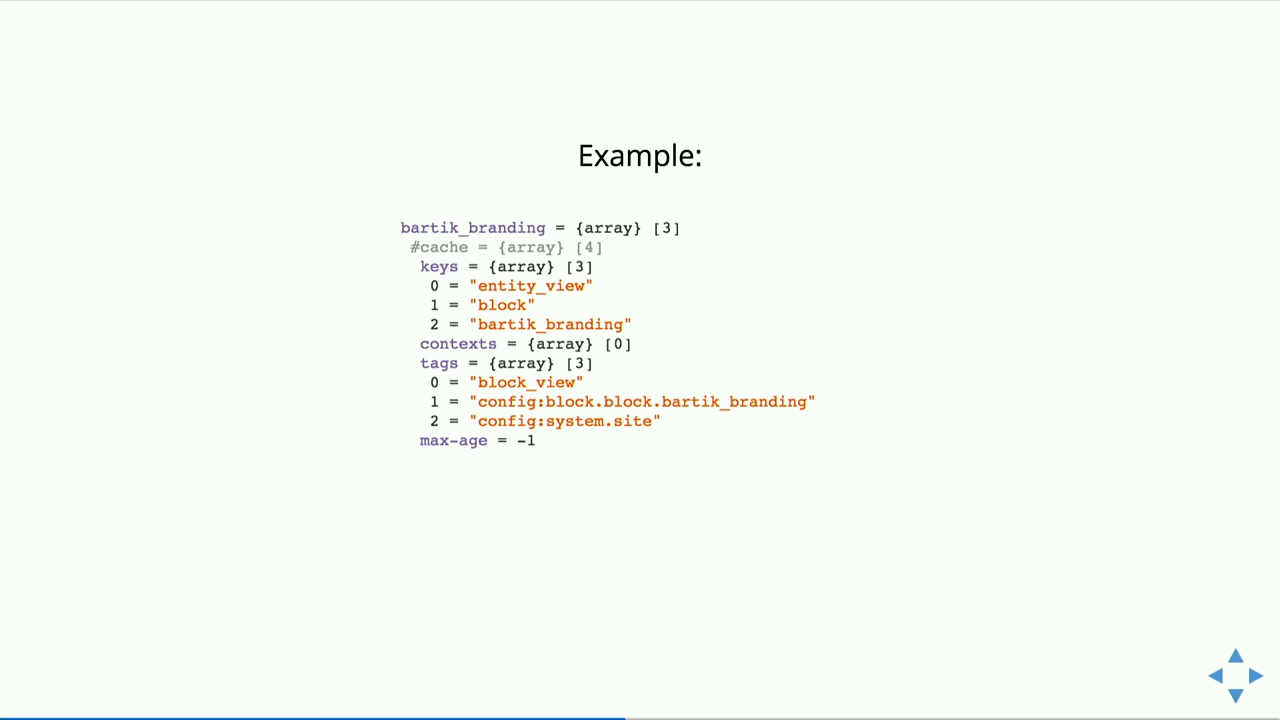 Example:
bartik_branding = {array} [3]
#cache = {array} [4]
keys = {array} [3]
0 = "entity_view"
1 = "block"
2 = "bartik_branding"
contexts = {array} [0]
tags = {array} [3]
0 = "block_view"
1 = "config:block.block.bartik_branding"
2 = "config:system.site"
max-age = -1